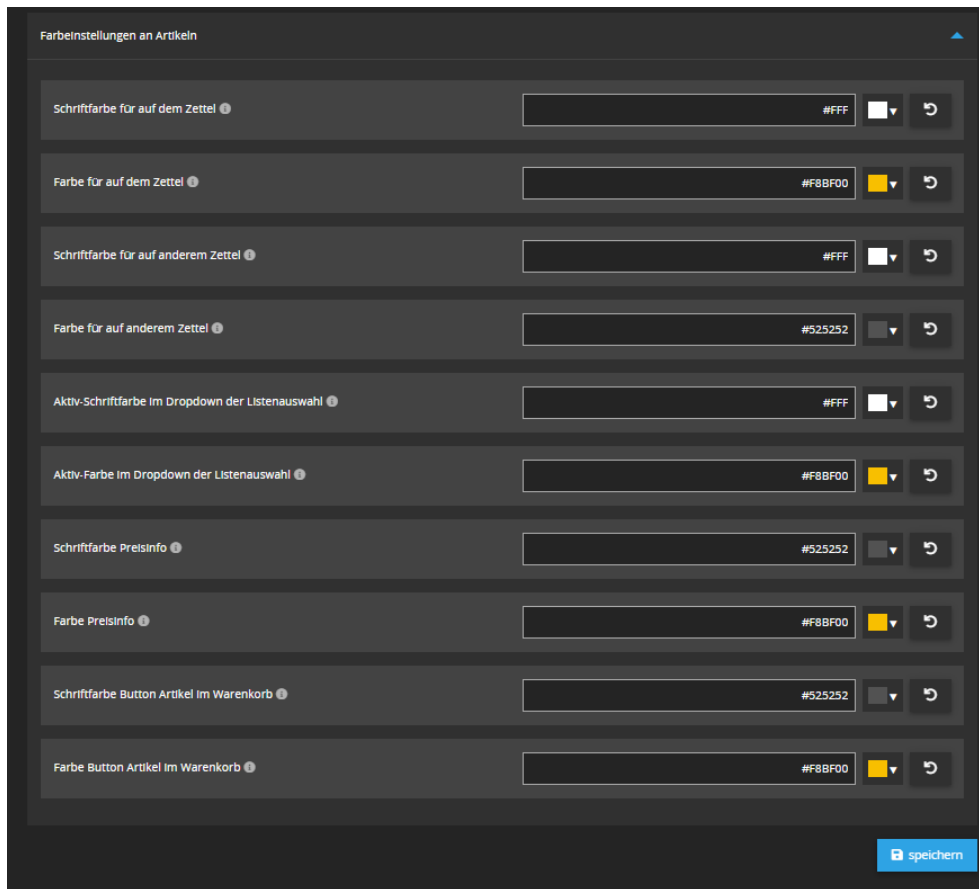 Farbeinstellungen an Artikeln
Schriftfarbe für auf dem Zettel
#FFF
Farbe für auf dem Zettel
#F8BF00
Schriftfarbe für auf anderem Zettel
#FFF
Farbe für auf anderem Zettel
#525252
Aktiv-Schriftfarbe im Dropdown der Listenauswahl
#FFF
Aktiv-Farbe im Dropdown der Listenauswahl
#F8BF00
Schriftfarbe PreisInfo
#525252
Farbe PreisInfo
#F8BF00
Schriftfarbe Button Artikel im Warenkorb
#525252
Farbe Button Artikel im Warenkorb
#F8BF00
speichern